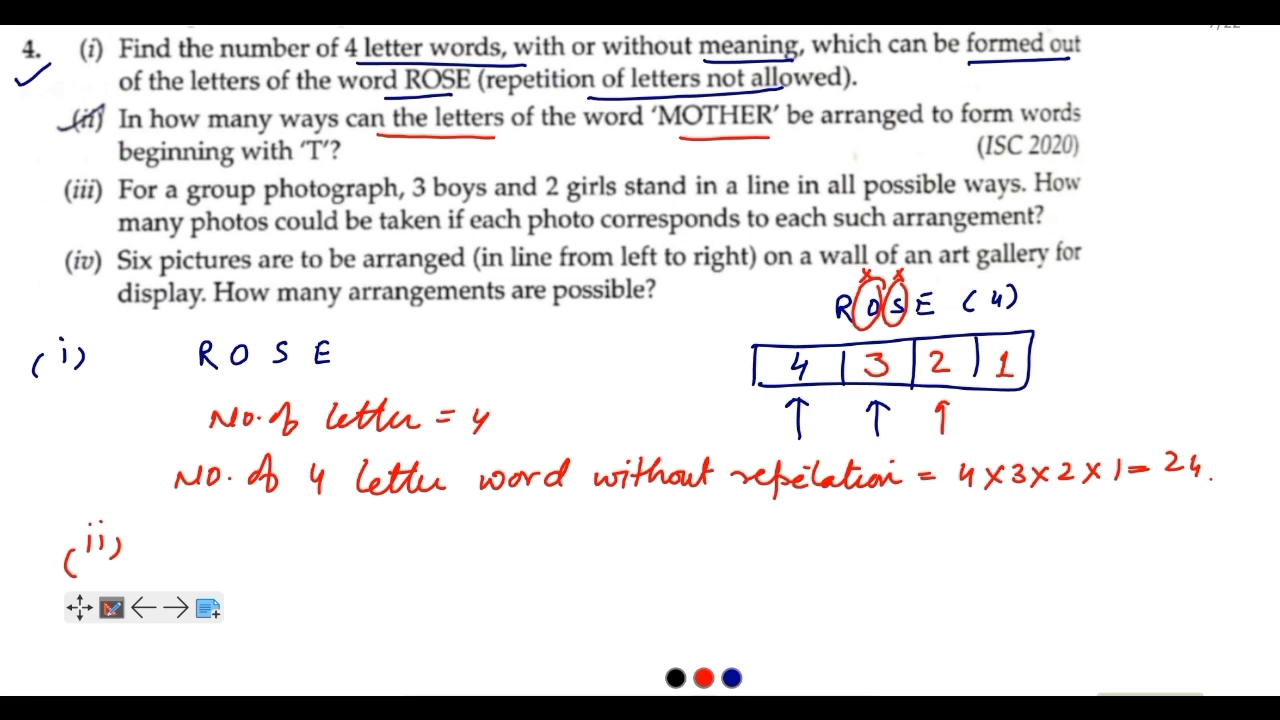 4. (i) Find the number of 4 letter words, with or without meaning, which can be formed out
of the letters of the word ROSE (repetition of letters not allowed).
(ii) In how many ways can the letters of the word ‘MOTHER’ be arranged to form words
beginning with ‘T’? (ISC 2020)
(iii) For a group photograph, 3 boys and 2 girls stand in a line in all possible ways. How
many photos could be taken if each photo corresponds to each such arrangement?
(iv) Six pictures are to be arranged (in line from left to right) on a wall of an art gallery for
display. How many arrangements are possible?
ROSE (4)
(i) R O S E
4 3 2 1
No. of letter = 4
NO. of 4 letter word without repetation = 4 × 3 × 2 × 1 = 24.
(ii)